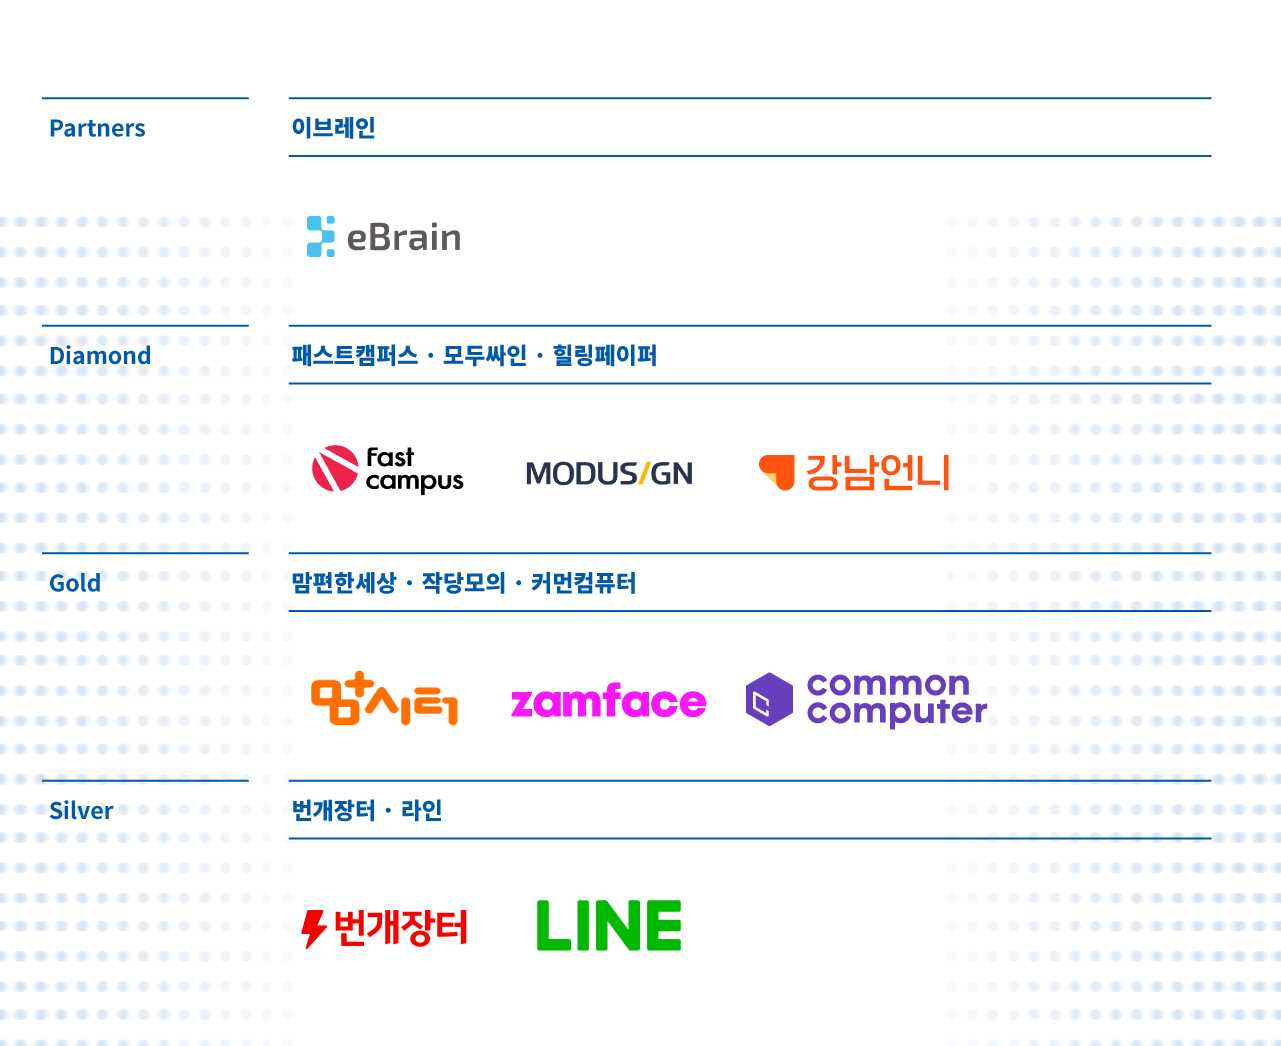 Partners
이브레인
eBrain
Diamond
패스트캠퍼스 · 모두싸인 · 힐링페이퍼
fast
campus
MODUSIGN
강남언니
Gold
맘편한세상 · 작당모의 · 커먼컴퓨터
맘시터
zamface
common
computer
Silver
번개장터 · 라인
번개장터
LINE